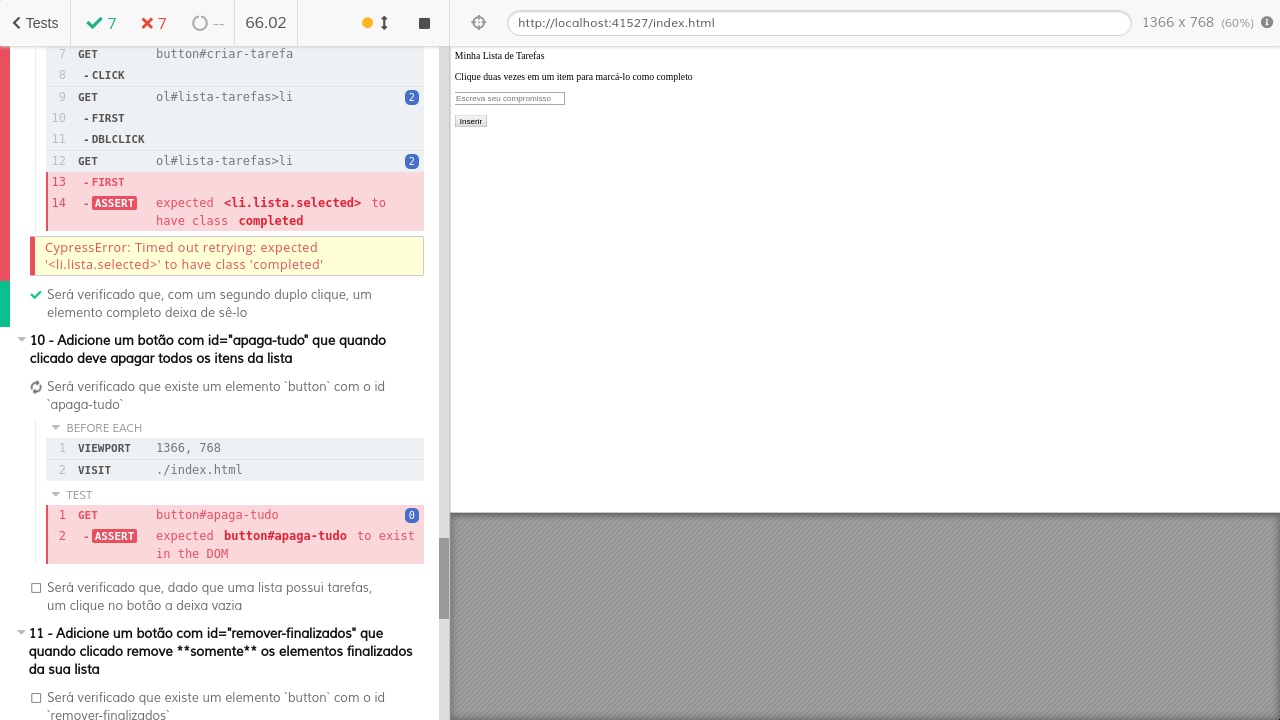 Tests
7
7
--
66.02
http://localhost:41527/index.html
1366 x 768 (60%)
7 GET button#criar-tarefa
8 - CLICK
9 GET ol#lista-tarefas>li 2
10 - FIRST
11 - DBLCLICK
12 GET ol#lista-tarefas>li 2
13 - FIRST
14 - ASSERT expected <li.lista.selected> to
have class completed
CypressError: Timed out retrying: expected
'<li.lista.selected>' to have class 'completed'
Será verificado que, com um segundo duplo clique, um
elemento completo deixa de sê-lo
10 - Adicione um botão com id="apaga-tudo" que quando
clicado deve apagar todos os itens da lista
Será verificado que existe um elemento `button` com o id
`apaga-tudo`
BEFORE EACH
1 VIEWPORT 1366, 768
2 VISIT ./index.html
TEST
1 GET button#apaga-tudo 0
2 - ASSERT expected button#apaga-tudo to exist
in the DOM
Será verificado que, dado que uma lista possui tarefas,
um clique no botão a deixa vazia
11 - Adicione um botão com id="remover-finalizados" que
quando clicado remove **somente** os elementos finalizados
da sua lista
Será verificado que existe um elemento `button` com o id
`remover-finalizados`
Minha Lista de Tarefas
Clique duas vezes em um item para marcá-lo como completo
Escreva seu compromisso
Inserir